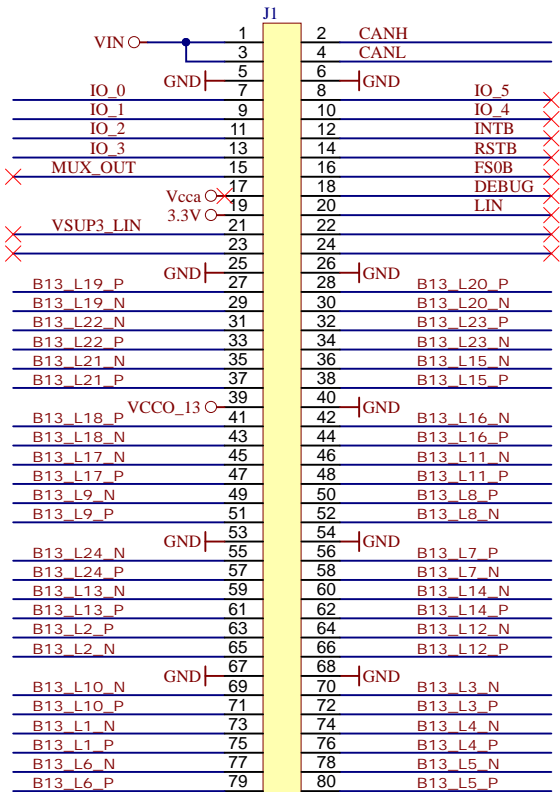 J1
VIN 1 2 CANH
3 4 CANL
GND 5 6 GND
IO_0 7 8 IO_5
IO_1 9 10 IO_4
IO_2 11 12 INTB
IO_3 13 14 RSTB
MUX_OUT 15 16 FS0B
Vcca 17 18 DEBUG
3.3V 19 20 LIN
VSUP3_LIN 21 22
23 24
GND 25 26 GND
B13_L19_P 27 28 B13_L20_P
B13_L19_N 29 30 B13_L20_N
B13_L22_N 31 32 B13_L23_P
B13_L22_P 33 34 B13_L23_N
B13_L21_N 35 36 B13_L15_N
B13_L21_P 37 38 B13_L15_P
VCCO_13 39 40 GND
B13_L18_P 41 42 B13_L16_N
B13_L18_N 43 44 B13_L16_P
B13_L17_N 45 46 B13_L11_N
B13_L17_P 47 48 B13_L11_P
B13_L9_N 49 50 B13_L8_P
B13_L9_P 51 52 B13_L8_N
GND 53 54 GND
B13_L24_N 55 56 B13_L7_P
B13_L24_P 57 58 B13_L7_N
B13_L13_N 59 60 B13_L14_N
B13_L13_P 61 62 B13_L14_P
B13_L2_P 63 64 B13_L12_N
B13_L2_N 65 66 B13_L12_P
GND 67 68 GND
B13_L10_N 69 70 B13_L3_N
B13_L10_P 71 72 B13_L3_P
B13_L1_N 73 74 B13_L4_N
B13_L1_P 75 76 B13_L4_P
B13_L6_N 77 78 B13_L5_N
B13_L6_P 79 80 B13_L5_P